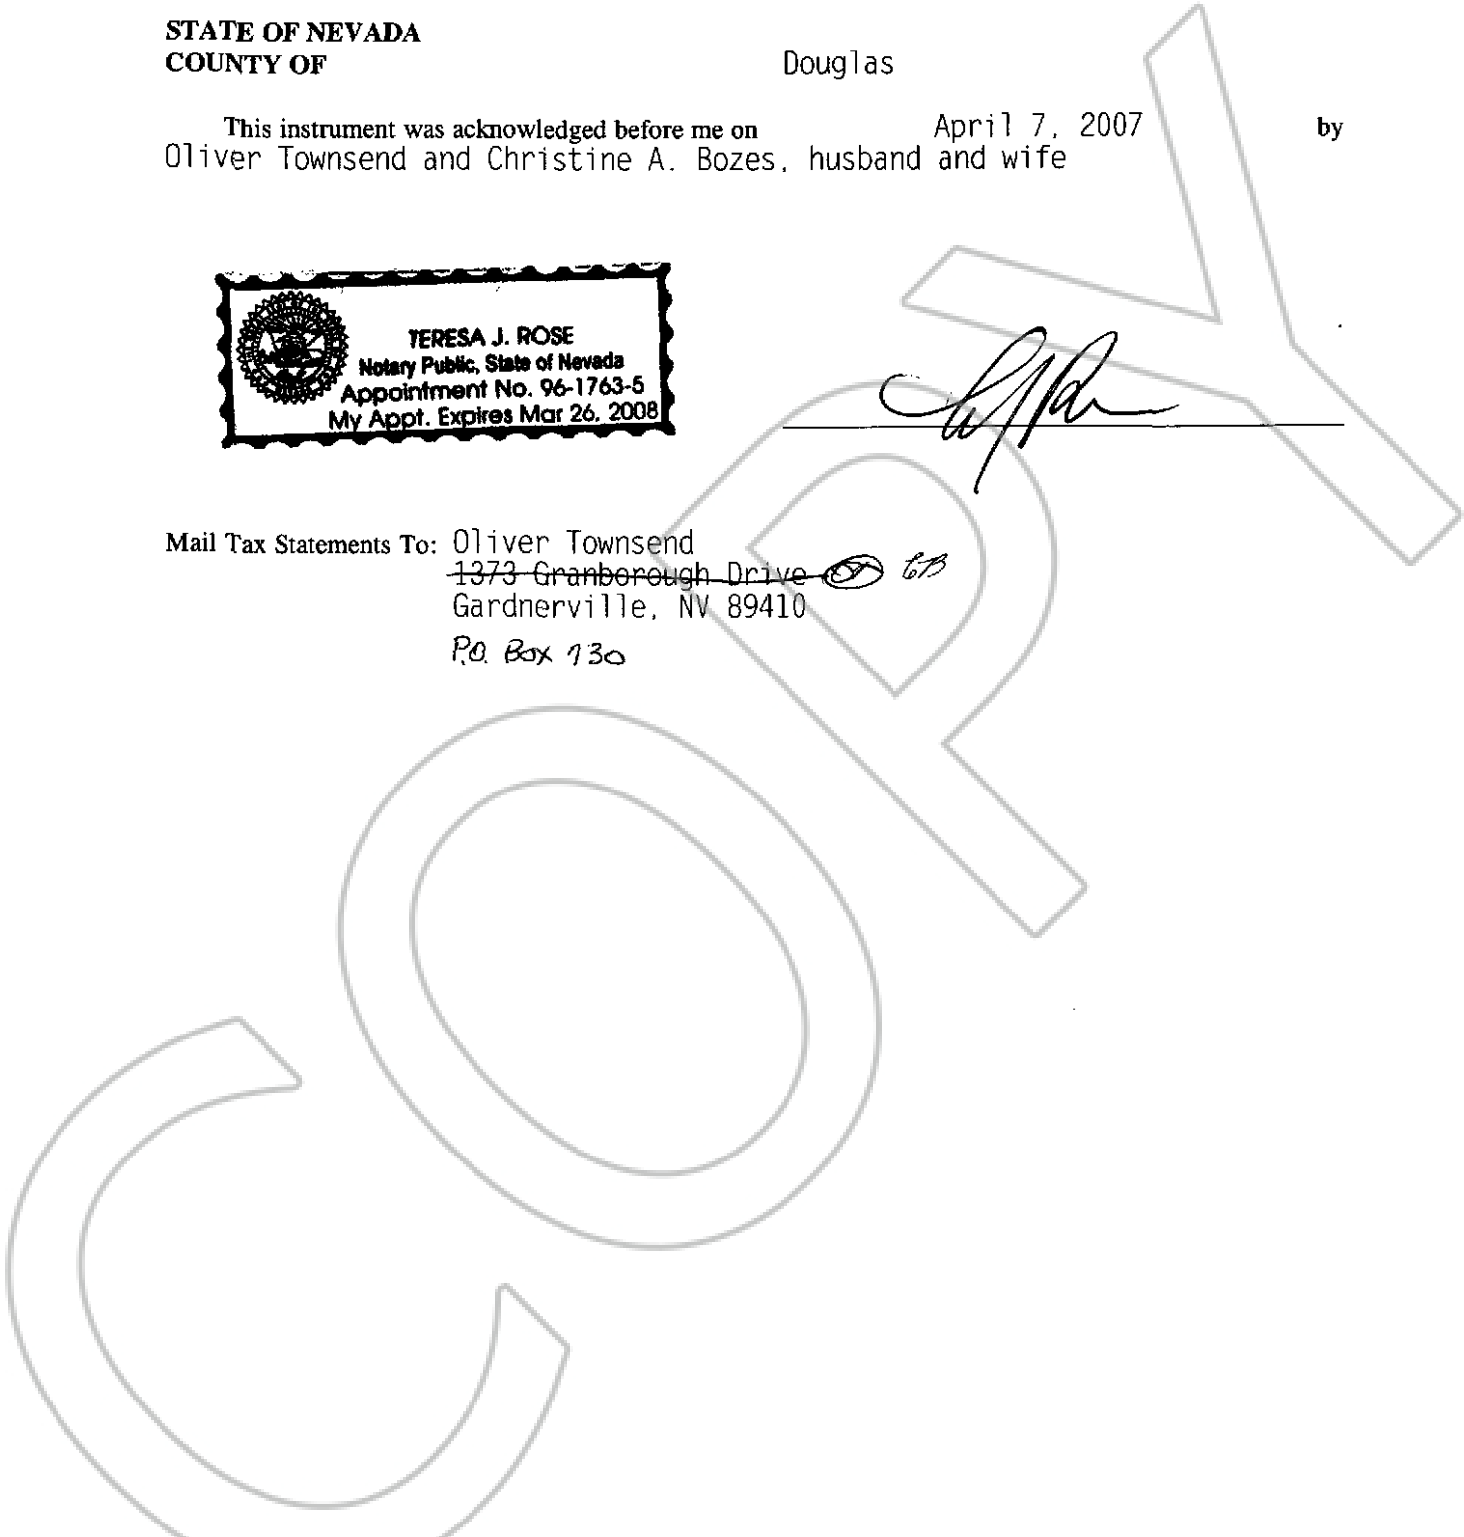 STATE OF NEVADA
COUNTY OF Douglas
This instrument was acknowledged before me on April 7, 2007 by
Oliver Townsend and Christine A. Bozes, husband and wife
TERESA J. ROSE
Notary Public, State of Nevada
Appointment No. 96-1763-5
My Appt. Expires Mar 26, 2008
Mail Tax Statements To: Oliver Townsend
1373 Granborough Drive CB
Gardnerville, NV 89410
P.O. Box 730
COPY